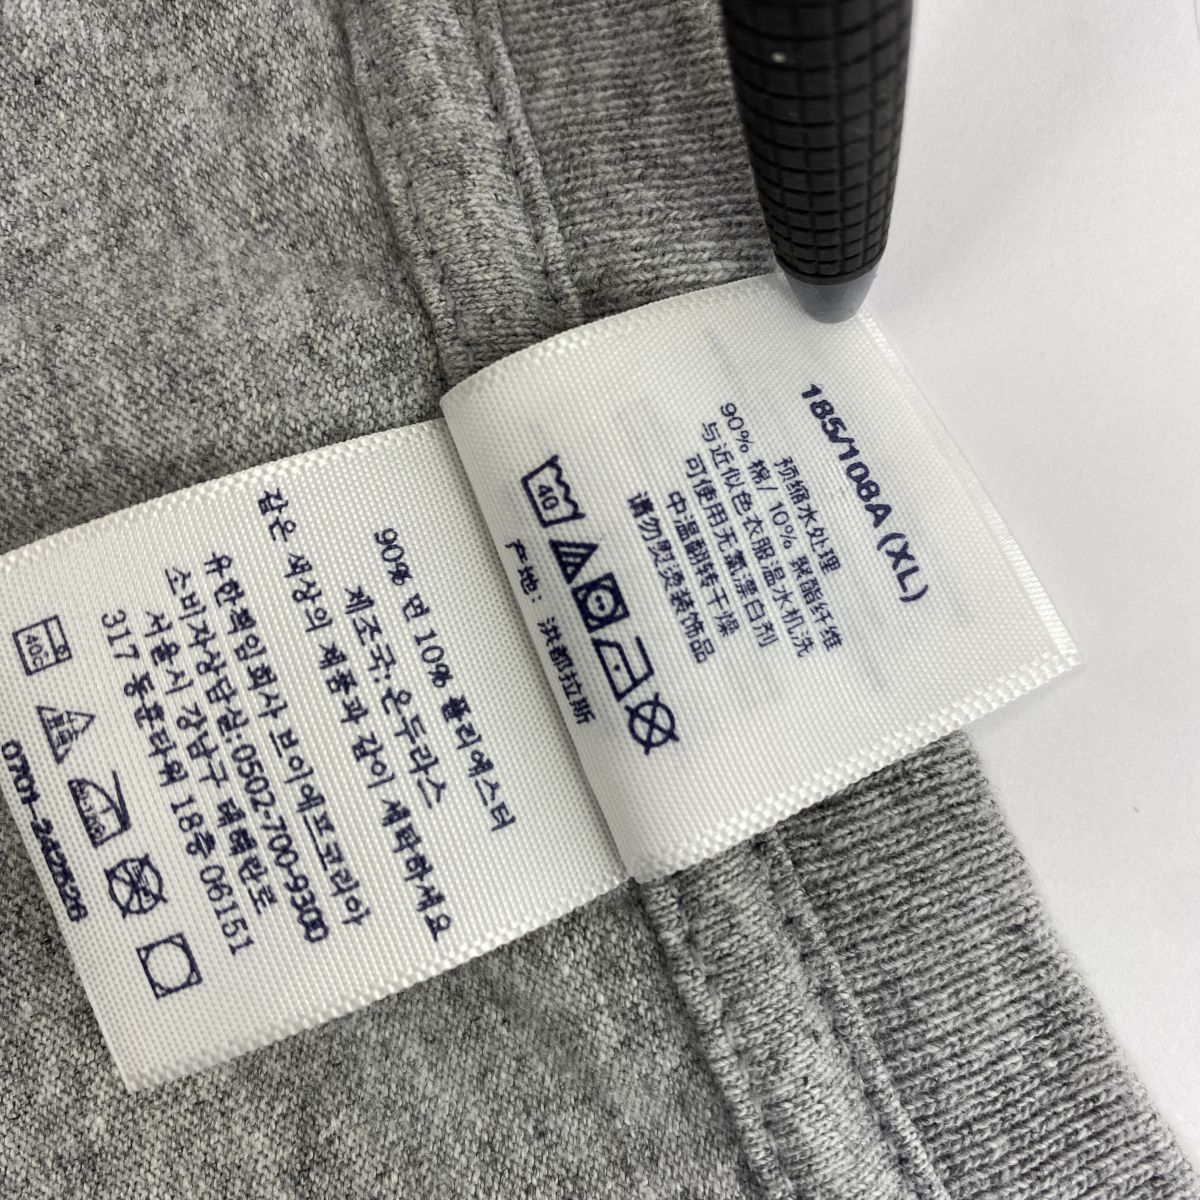 185/108A (XL)
预缩水处理
90% 棉/ 10% 聚酯纤维
与近似色衣服温水机洗
可使用无氯漂白剂
中温翻转干燥
请勿熨烫装饰品
40
产地：洪都拉斯
90% 면 10% 폴리에스터
제조국:온두라스
같은 색상의 제품과 같이 세탁하세요
유한책임회사 브이에프코리아
소비자상담실:0502-700-9300
서울시 강남구 테헤란로
317 동훈타워 18층 06151
40C
0701-242526